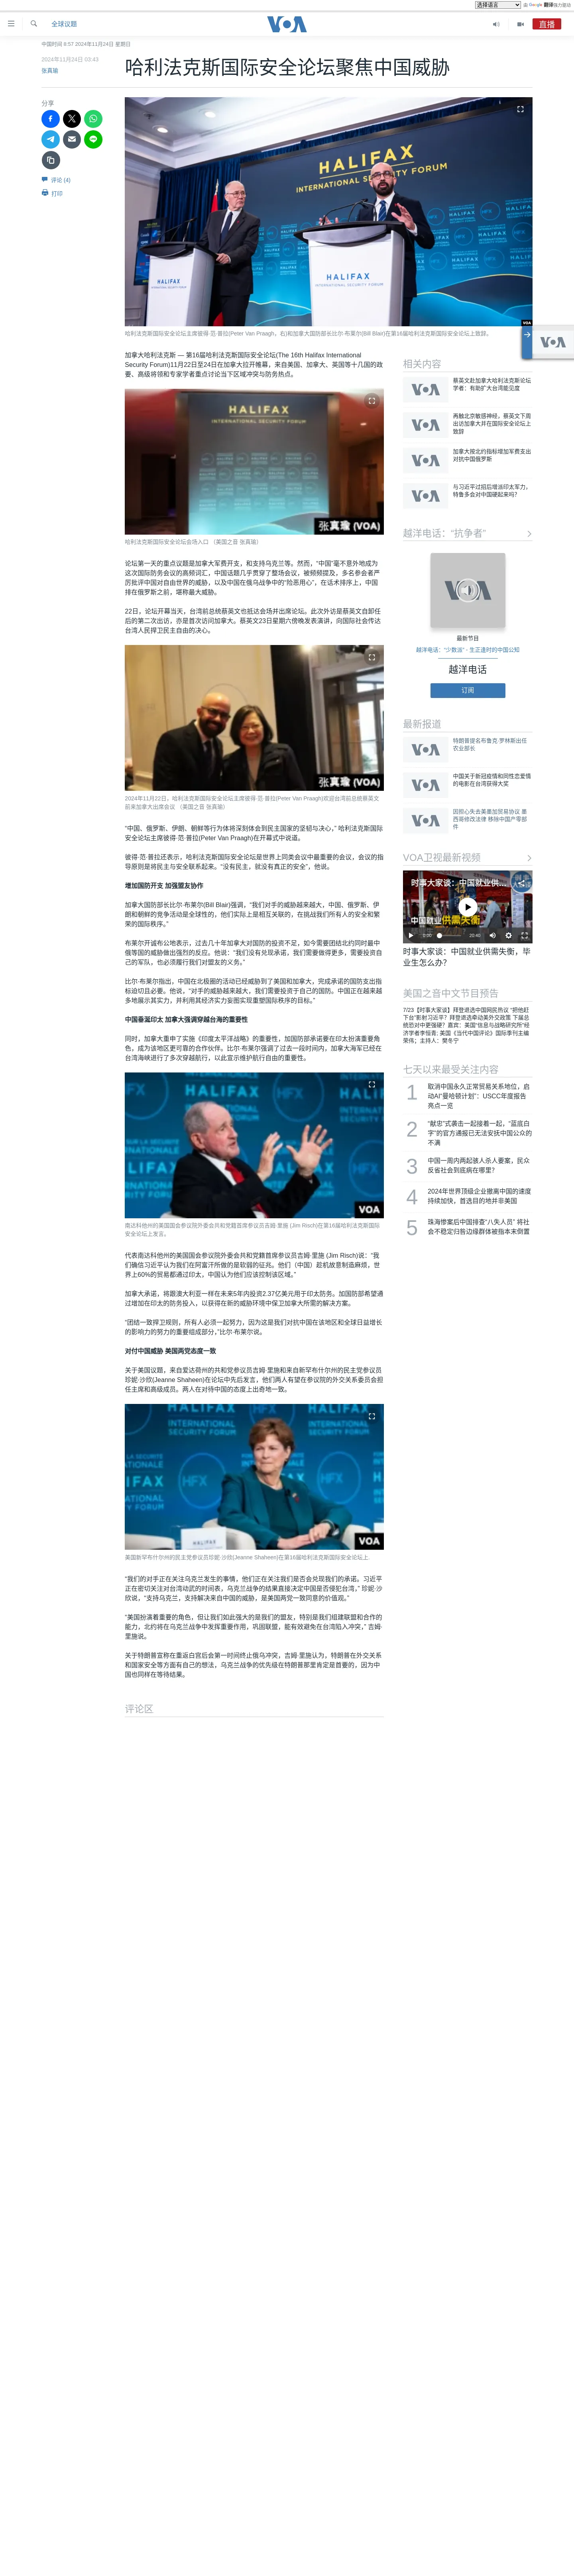 选择语言
由 Google 翻译强力驱动
全球议题
VOA
直播
中国时间 9:57 2024年11月24日 星期日
2024年11月24日 03:43
张真瑜
哈利法克斯国际安全论坛聚焦中国威胁
分享
评论 (4)
打印
HALIFAX
INTERNATIONAL SECURITY FORUM
HALIFAX
INTERNATIONAL
SECURITY FORUM
VOA
哈利法克斯国际安全论坛主席彼得·范·普拉(Peter Van Praagh，右)和加拿大国防部长比尔·布莱尔(Bill Blair)在第16届哈利法克斯国际安全论坛上致辞。
加拿大哈利法克斯 — 第16届哈利法克斯国际安全论坛(The 16th Halifax International
Security Forum)11月22日至24日在加拿大拉开帷幕，来自美国、加拿大、英国等十几国的政
要、高级将领和专家学者重点讨论当下区域冲突与防务热点。
HALIFAX
INTERNATIONAL SECURITY FORUM
张真瑜 (VOA)
哈利法克斯国际安全论坛会场入口 （美国之音 张真瑜）
论坛第一天的重点议题是加拿大军费开支，和支持乌克兰等。然而，“中国”毫不意外地成为
这次国际防务会议的高频词汇，中国话题几乎贯穿了整场会议，被频频提及，多名参会者严
厉批评中国对自由世界的威胁，以及中国在俄乌战争中的“险恶用心”，在话术排序上，中国
排在俄罗斯之前，堪称最大威胁。
22日，论坛开幕当天，台湾前总统蔡英文也抵达会场并出席论坛。此次外访是蔡英文自卸任
后的第二次出访，亦是首次访问加拿大。蔡英文23日星期六傍晚发表演讲，向国际社会传达
台湾人民捍卫民主自由的决心。
张真瑜 (VOA)
2024年11月22日，哈利法克斯国际安全论坛主席彼得·范·普拉(Peter Van Praagh)欢迎台湾前总统蔡英文
前来加拿大出席会议 （美国之音 张真瑜）
“中国、俄罗斯、伊朗、朝鲜等行为体将深刻体会到民主国家的坚韧与决心，” 哈利法克斯国际
安全论坛主席彼得·范·普拉(Peter Van Praagh)在开幕式中说道。
彼得·范·普拉还表示，哈利法克斯国际安全论坛是世界上同类会议中最重要的会议，会议的指
导原则是将民主与安全联系起来。“没有民主，就没有真正的安全”，他说。
增加国防开支 加强盟友协作
加拿大国防部长比尔·布莱尔(Bill Blair)强调，“我们对手的威胁越来越大，中国、俄罗斯、伊
朗和朝鲜的竞争活动是全球性的，他们实际上是相互关联的，在挑战我们所有人的安全和繁
荣的国际秩序。”
布莱尔开诚布公地表示，过去几十年加拿大对国防的投资不足，如今需要团结北约同时最中
俄等国的威胁做出强烈的反应。他说：“我们没有兑现承诺，我们需要做得更多，需要投资自
己的军队，也必须履行我们对盟友的义务。”
比尔·布莱尔指出，中国在北极圈的活动已经威胁到了美国和加拿大，完成承诺的国防支出指
标迫切且必要。他说，“对手的威胁越来越大，我们需要投资于自己的国防。中国正在越来越
多地展示其实力，并利用其经济实力妄图实现重塑国际秩序的目标。”
中国垂涎印太 加拿大强调穿越台海的重要性
同时，加拿大重申了实施《印度太平洋战略》的重要性，加国防部承诺要在印太扮演重要角
色，成为该地区更可靠的合作伙伴。比尔·布莱尔强调了过去一段时间内，加拿大海军已经在
台湾海峡进行了多次穿越航行，以此宣示维护航行自由的重要性。
VOA
南达科他州的美国国会参议院外委会共和党籍首席参议员吉姆·里施 (Jim Risch)在第16届哈利法克斯国际
安全论坛上发言。
代表南达科他州的美国国会参议院外委会共和党籍首席参议员吉姆·里施 (Jim Risch)说：“我
们确信习近平认为我们在阿富汗所做的是软弱的征兆。他们（中国）趁机故意制造麻烦，世
界上60%的贸易都通过印太，中国认为他们应该控制该区域。”
加拿大承诺，将跟澳大利亚一样在未来5年内投资2.37亿美元用于印太防务。加国防部希望通
过增加在印太的防务投入，以获得在新的威胁环境中保卫加拿大所需的解决方案。
“团结一致捍卫规则，所有人必须一起努力，因为这是我们对抗中国在该地区和全球日益增长
的影响力的努力的重要组成部分，”比尔·布莱尔说。
对付中国威胁 美国两党态度一致
关于美国议题，来自爱达荷州的共和党参议员吉姆·里施和来自新罕布什尔州的民主党参议员
珍妮·沙欣(Jeanne Shaheen)在论坛中先后发言，他们两人有望在参议院的外交关系委员会担
任主席和高级成员。两人在对待中国的态度上出奇地一致。
HALIFAX
INTERNATIONAL
SECURITY FORUM
HFX
VOA
美国新罕布什尔州的民主党参议员珍妮·沙欣(Jeanne Shaheen)在第16届哈利法克斯国际安全论坛上.
“我们的对手正在关注乌克兰发生的事情，他们正在关注我们是否会兑现我们的承诺。习近平
正在密切关注对台湾动武的时间表，乌克兰战争的结果直接决定中国是否侵犯台湾，” 珍妮·沙
欣说，“支持乌克兰，支持解决来自中国的威胁，是美国两党一致同意的价值观。”
“美国扮演着重要的角色，但让我们如此强大的是我们的盟友，特别是我们组建联盟和合作的
能力，北约将在乌克兰战争中发挥重要作用，巩固联盟，能有效避免在台湾陷入冲突，” 吉姆·
里施说。
关于特朗普宣称在重返白宫后会第一时间终止俄乌冲突，吉姆·里施认为，特朗普在外交关系
和国家安全等方面有自己的想法，乌克兰战争的优先级在特朗普那里肯定是首要的，因为中
国也同样在等待结果。
评论区
VOA
相关内容
蔡英文赴加拿大哈利法克斯论坛
学者：有助扩大台湾能见度
再触北京敏感神经，蔡英文下周
出访加拿大并在国际安全论坛上
致辞
加拿大按北约指标增加军费支出
对抗中国俄罗斯
与习近平过招后增派印太军力，
特鲁多会对中国硬起来吗？
越洋电话：“抗争者”
最新节目
越洋电话：“少数派” - 生正逢时的中国公知
越洋电话
订阅
最新报道
特朗普提名布鲁克·罗林斯出任
农业部长
中国关于新冠疫情和同性恋爱情
的电影在台湾获得大奖
因担心失去美墨加贸易协议 墨
西哥修改法律 移除中国产零部
件
VOA卫视最新视频
时事大家谈：中国就业供...
中国就业供需失衡
0:00
20:40
时事大家谈：中国就业供需失衡，毕
业生怎么办？
美国之音中文节目预告
7/23【时事大家谈】拜登退选中国网民热议 “把他赶
下台”影射习近平？拜登退选牵动美外交政策 下届总
统恐对中更强硬？嘉宾：美国“信息与战略研究所”经
济学者李恒青; 美国《当代中国评论》国际季刊主编
荣伟；主持人：樊冬宁
七天以来最受关注内容
1
取消中国永久正常贸易关系地位，启
动AI“曼哈顿计划”：USCC年度报告
亮点一览
2
“献忠”式袭击一起接着一起，“蓝底白
字”的官方通报已无法安抚中国公众的
不满
3
中国一周内两起骇人杀人要案，民众
反省社会到底病在哪里？
4
2024年世界顶级企业撤离中国的速度
持续加快，首选目的地并非美国
5
珠海惨案后中国排查“八失人员” 将社
会不稳定归咎边缘群体被指本末倒置